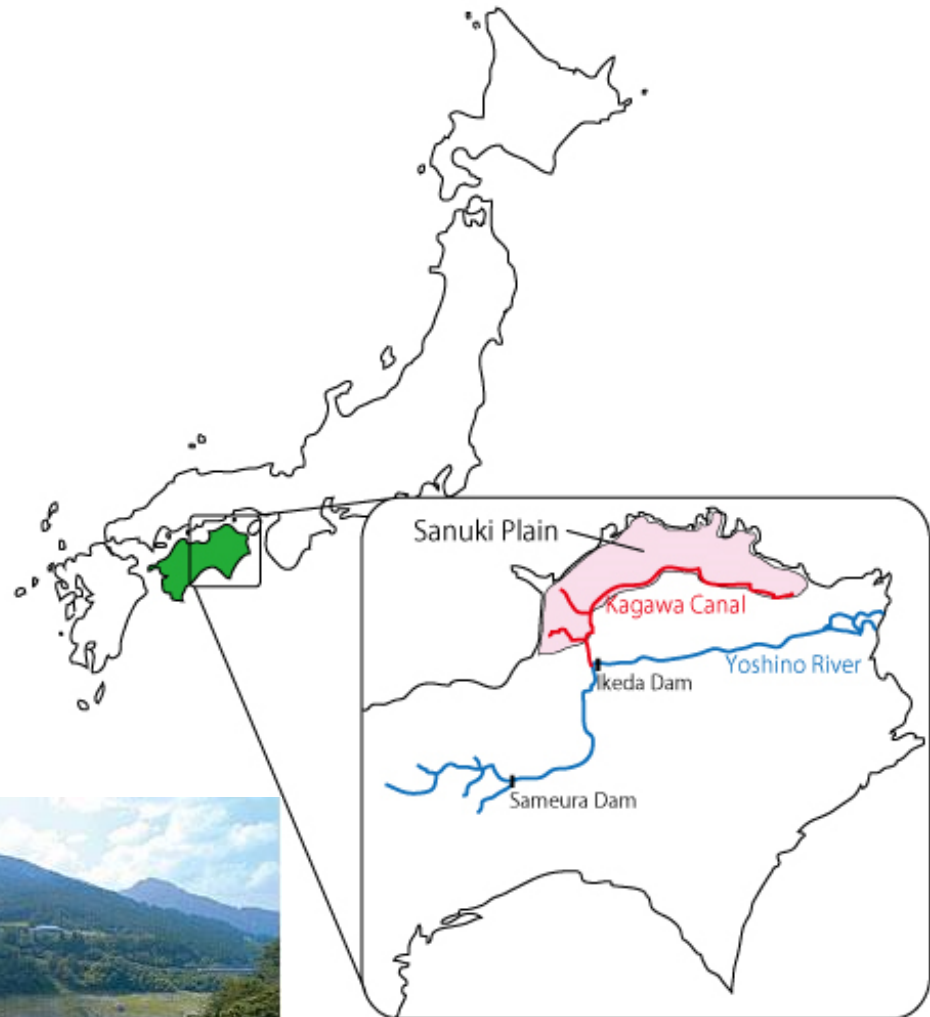 Sanuki Plain
Kagawa Canal
Yoshino River
Ikeda Dam
Sameura Dam